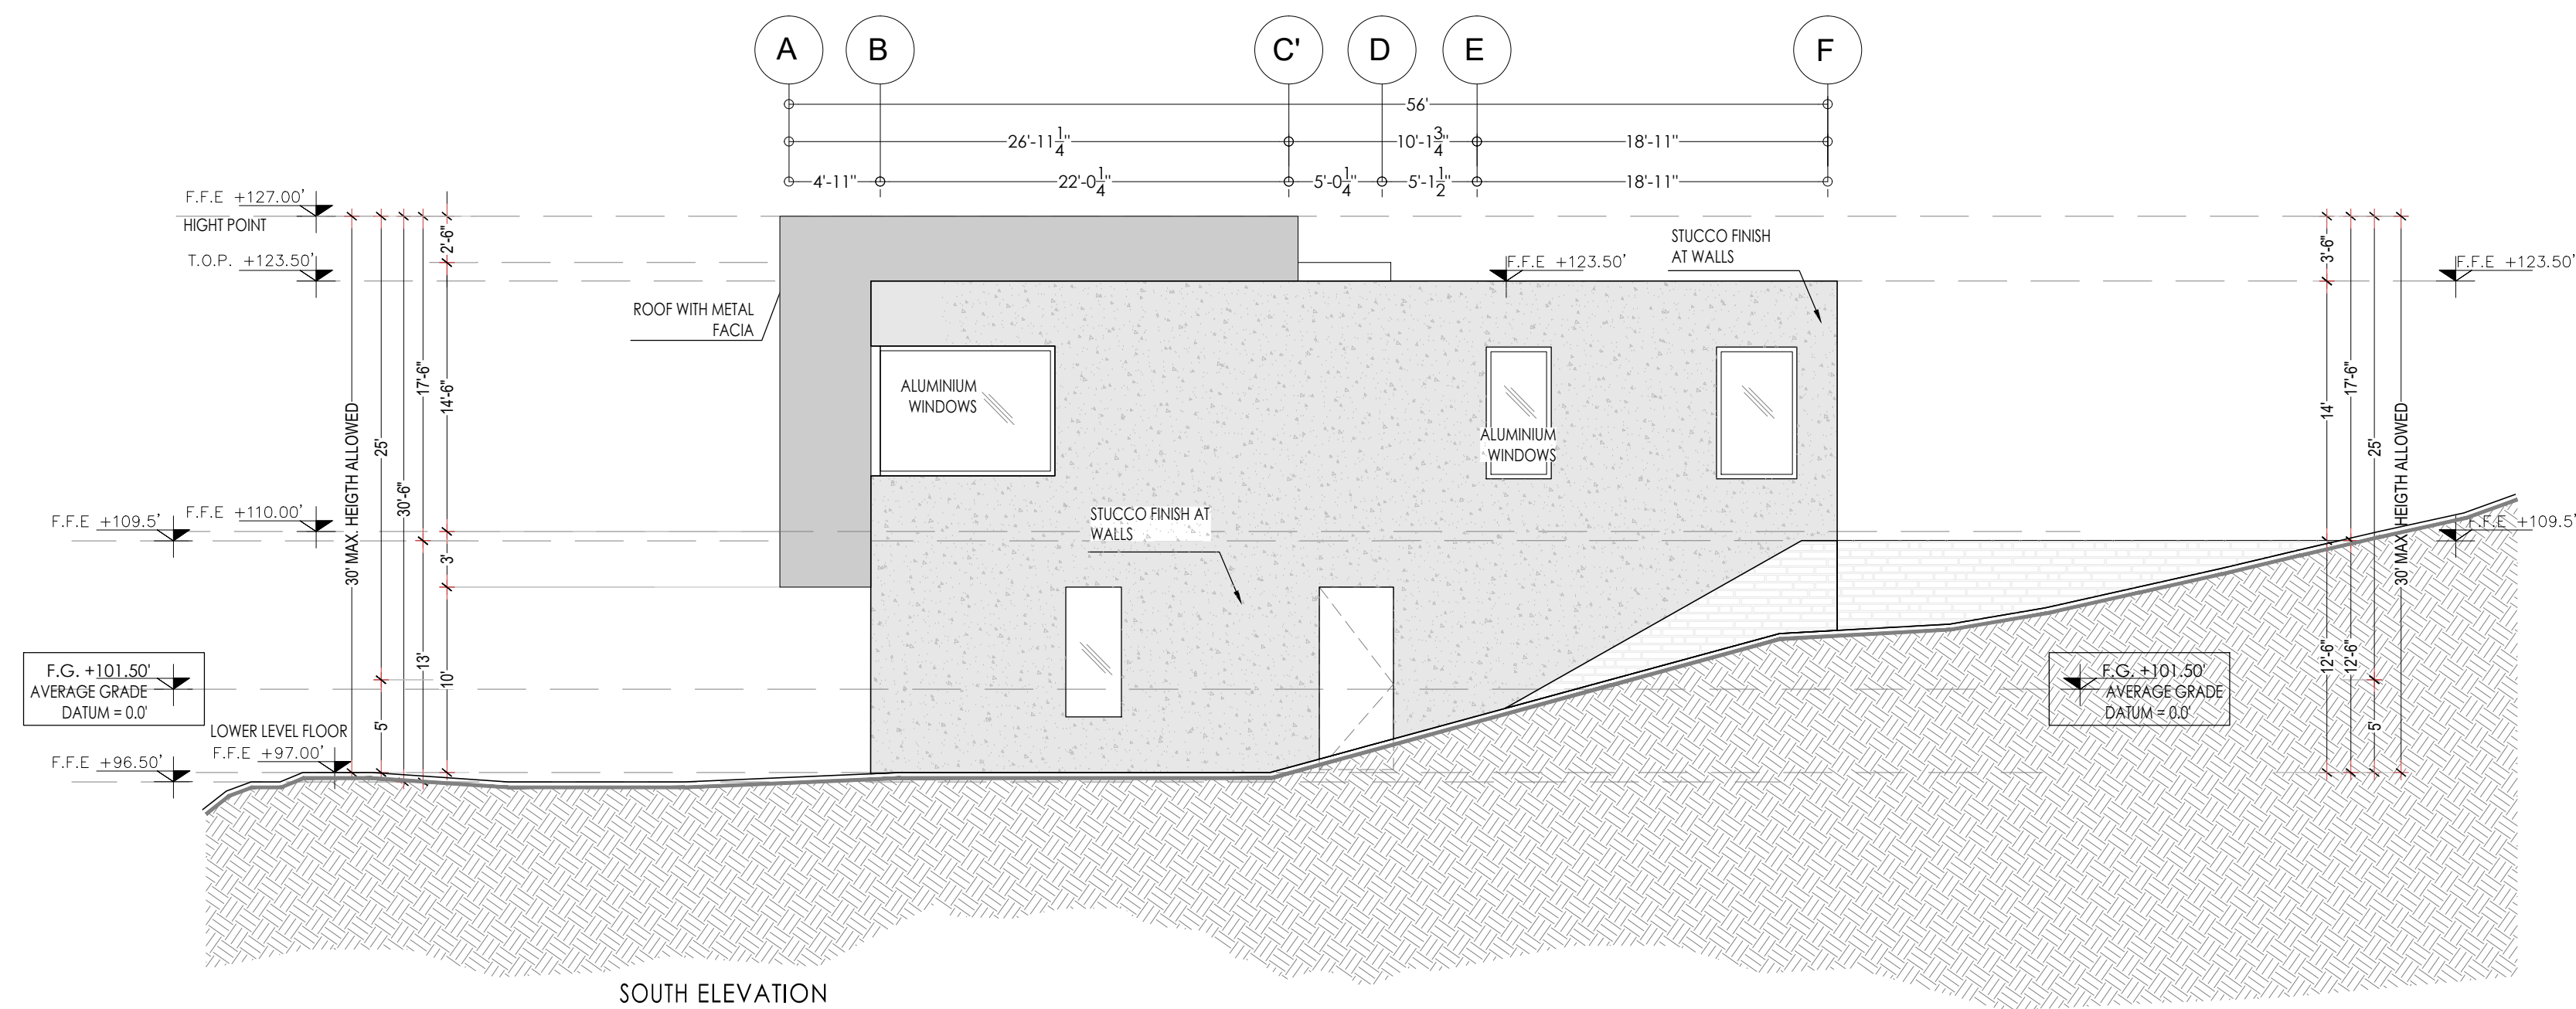 A B C' D E F
56'
26'-11 1/4" 10'-1 3/4" 18'-11"
4'-11" 22'-0 1/4" 5'-0 1/4" 5'-1 1/2" 18'-11"
F.F.E +127.00'
HIGHT POINT
T.O.P. +123.50'
F.F.E +110.00'
F.F.E +109.5'
F.G. +101.50'
AVERAGE GRADE
DATUM = 0.0'
LOWER LEVEL FLOOR
F.F.E +97.00'
F.F.E +96.50'
30' MAX. HEIGTH ALLOWED
25'
5'
30'-6"
17'-6"
13'
2'-6"
14'-6"
3'
10'
ROOF WITH METAL
FACIA
ALUMINIUM
WINDOWS
STUCCO FINISH AT
WALLS
F.F.E +123.50'
STUCCO FINISH
AT WALLS
ALUMINIUM
WINDOWS
3'-6"
14'
12'-6"
17'-6"
12'-6"
25'
5'
30' MAX. HEIGTH ALLOWED
F.F.E +123.50'
F.F.E +109.5'
F.G. +101.50'
AVERAGE GRADE
DATUM = 0.0'
SOUTH ELEVATION